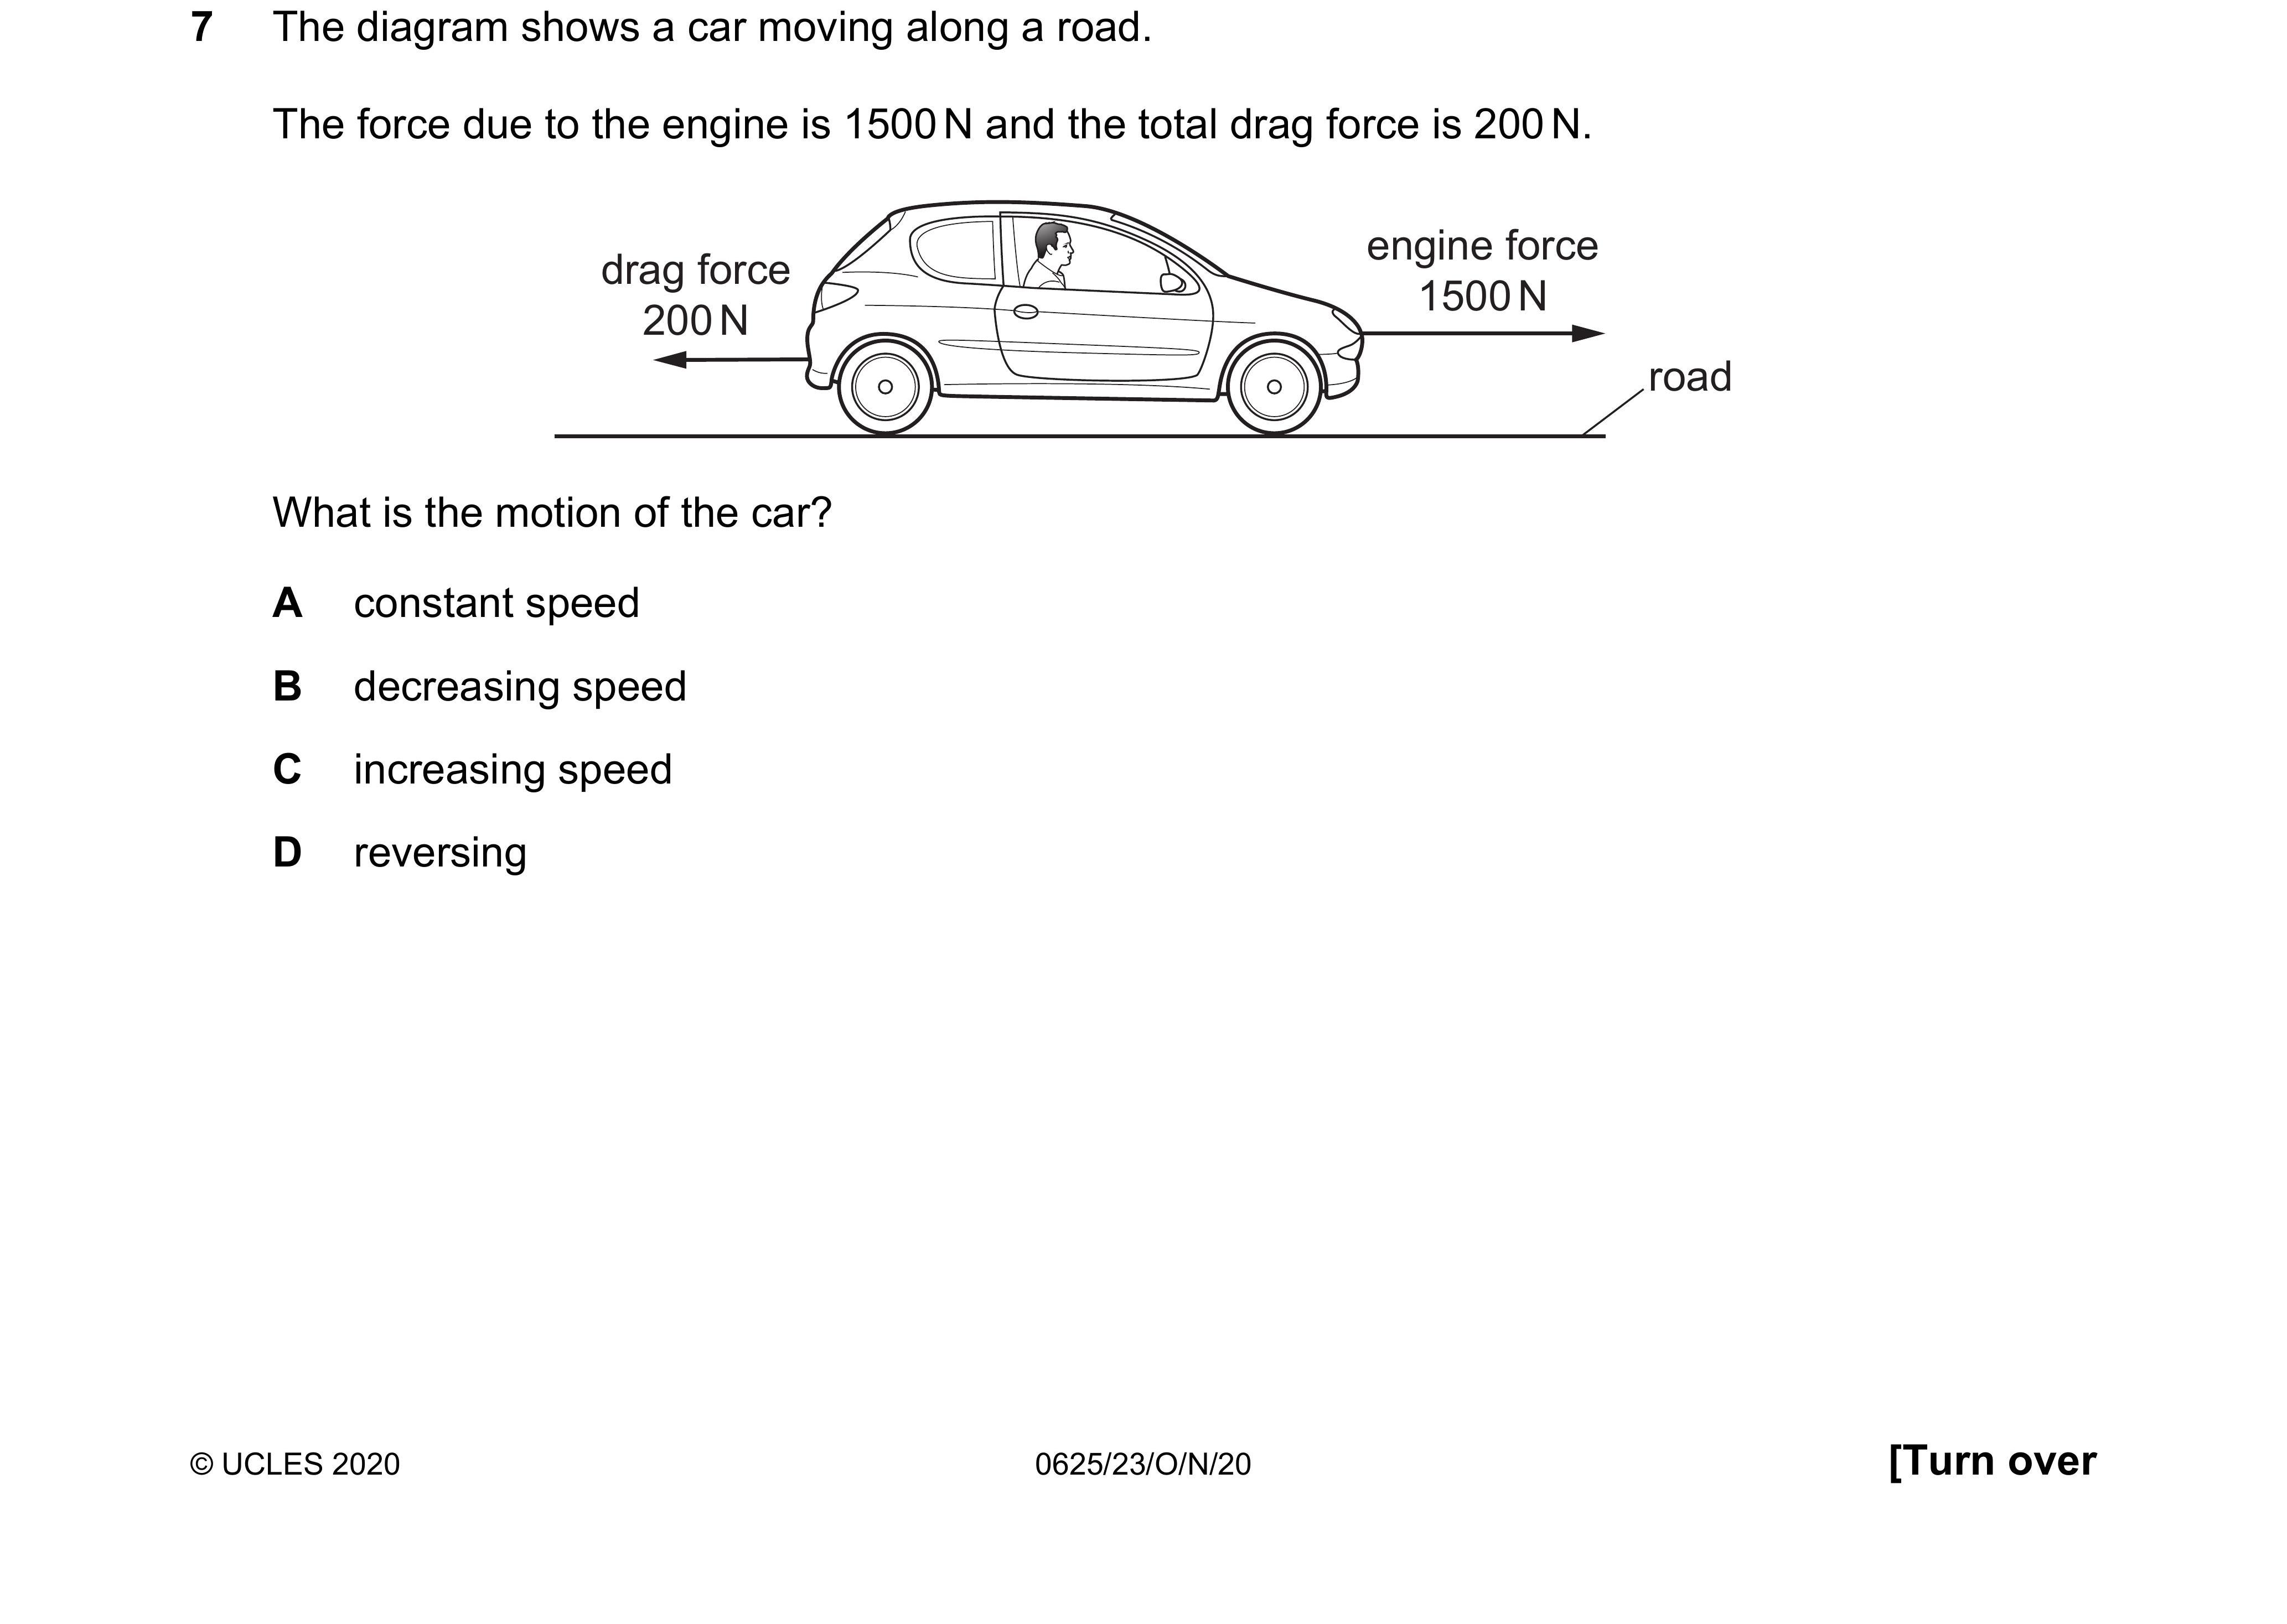 7 The diagram shows a car moving along a road.
The force due to the engine is 1500 N and the total drag force is 200 N.
drag force
200 N
engine force
1500 N
road
What is the motion of the car?
A constant speed
B decreasing speed
C increasing speed
D reversing
© UCLES 2020
0625/23/O/N/20
[Turn over